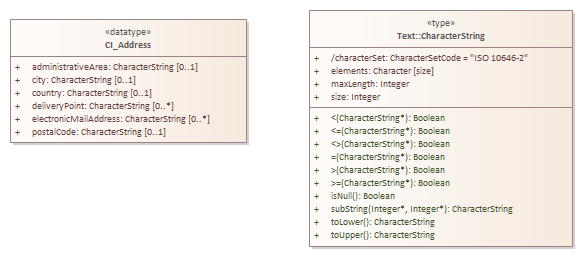 «datatype»
CI_Address
+ administrativeArea: CharacterString [0..1]
+ city: CharacterString [0..1]
+ country: CharacterString [0..1]
+ deliveryPoint: CharacterString [0..*]
+ electronicMailAddress: CharacterString [0..*]
+ postalCode: CharacterString [0..1]
«type»
Text::CharacterString
+ /characterSet: CharacterSetCode = "ISO 10646-2"
+ elements: Character [size]
+ maxLength: Integer
+ size: Integer
+ <(CharacterString*): Boolean
+ <=(CharacterString*): Boolean
+ <>(CharacterString*): Boolean
+ =(CharacterString*): Boolean
+ >(CharacterString*): Boolean
+ >=(CharacterString*): Boolean
+ isNull(): Boolean
+ subString(Integer*, Integer*): CharacterString
+ toLower(): CharacterString
+ toUpper(): CharacterString